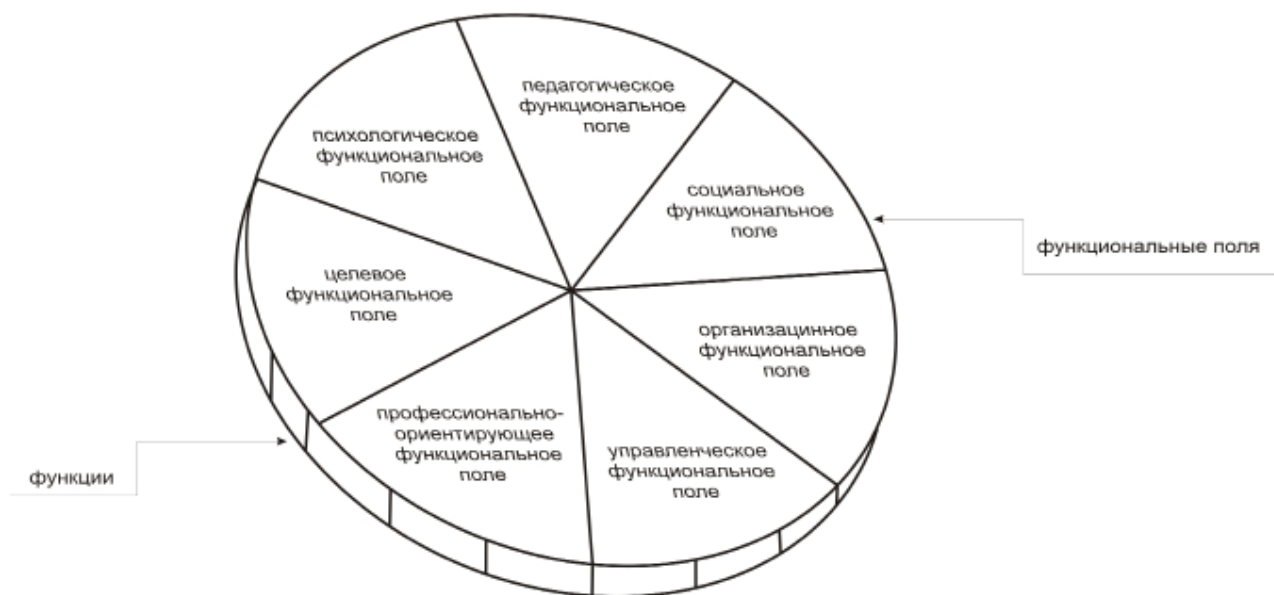 педагогическое
функциональное
поле
психологическое
функциональное
поле
социальное
функциональное
поле
функциональные поля
целевое
функциональное
поле
организацинное
функциональное
поле
профессионально-
ориентирующее
функциональное
поле
управленческое
функциональное
поле
функции